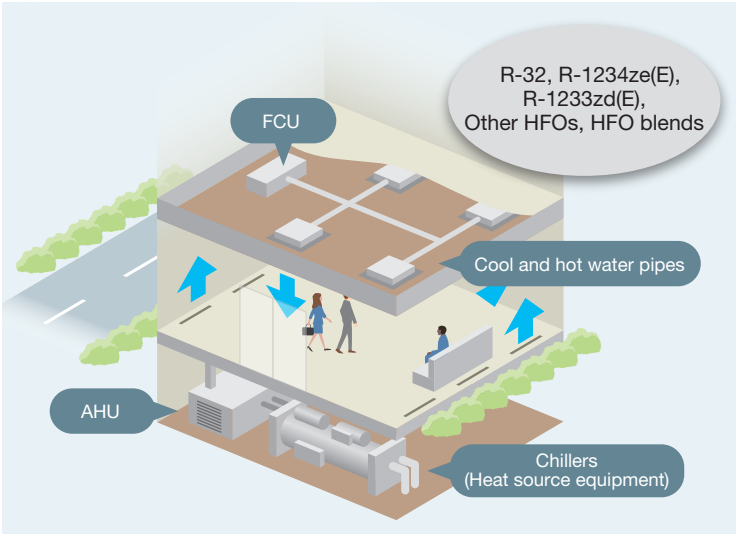 R-32, R-1234ze(E),
R-1233zd(E),
Other HFOs, HFO blends
FCU
Cool and hot water pipes
AHU
Chillers
(Heat source equipment)